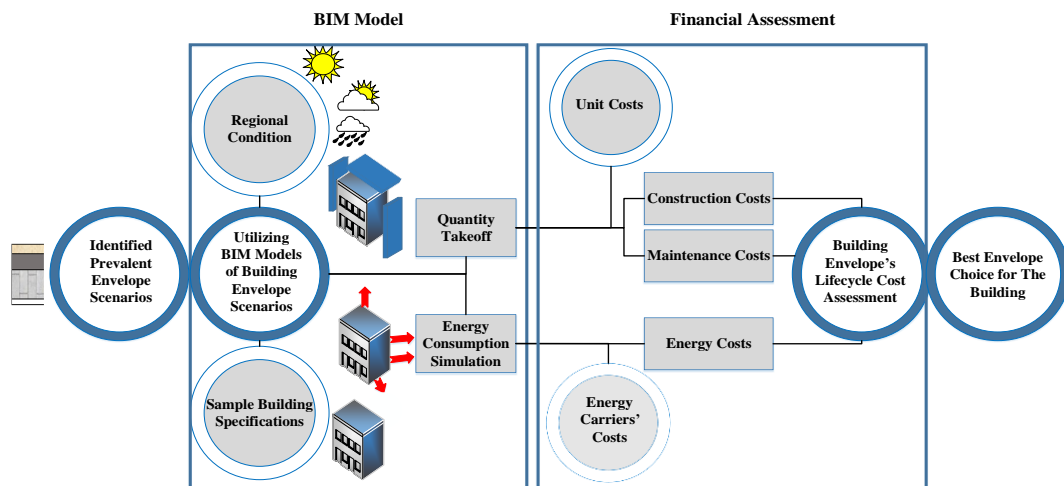 BIM Model
Financial Assessment
Regional
Condition
Unit Costs
Identified
Prevalent
Envelope
Scenarios
Utilizing
BIM Models
of Building
Envelope
Scenarios
Quantity
Takeoff
Energy
Consumption
Simulation
Sample Building
Specifications
Construction Costs
Maintenance Costs
Energy Costs
Energy
Carriers’
Costs
Building
Envelope’s
Lifecycle Cost
Assessment
Best Envelope
Choice for The
Building